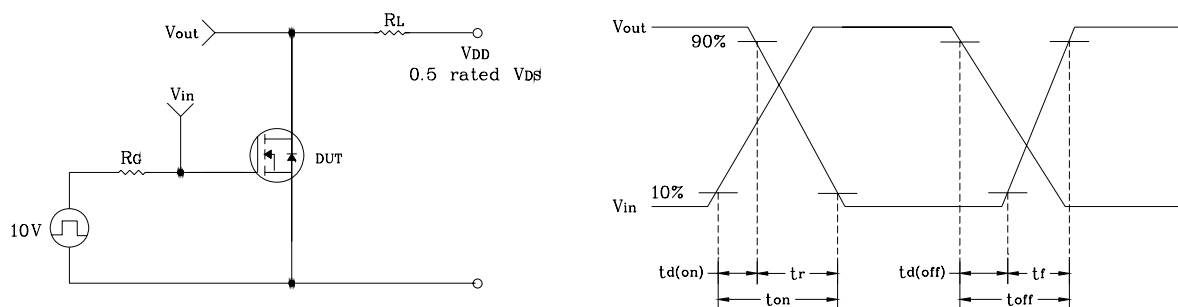 Vout
RL
VDD
0.5 rated VDS
Vin
RG
DUT
10V
Vout
90%
10%
Vin
td(on)
tr
td(off)
tf
ton
toff